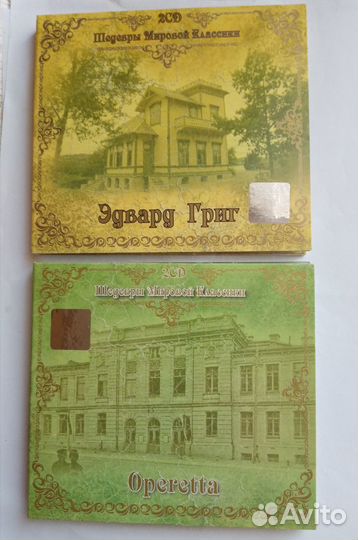 2CD
Шедевры Мировой Классики
Эдвард Григ
2CD
Шедевры Мировой Классики
Operetta
Avito